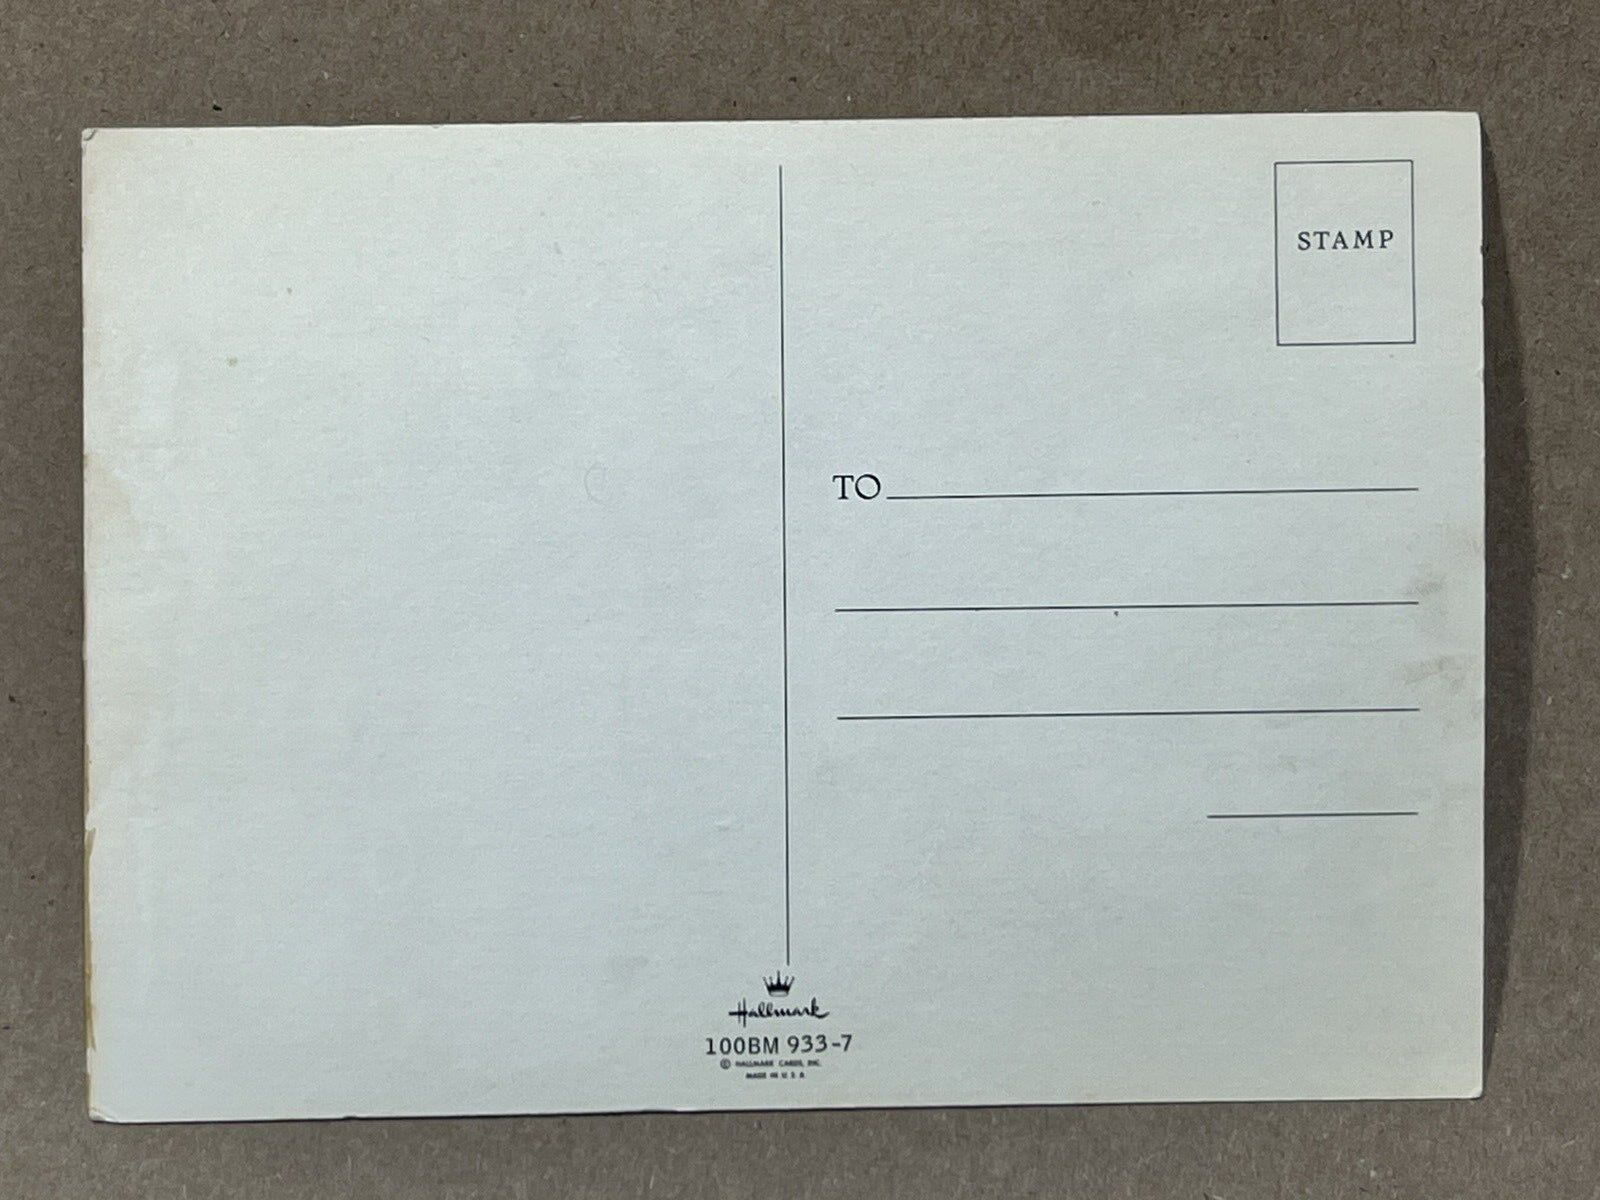 STAMP
TO
Hallmark
100BM 933-7
© HALLMARK CARDS, INC.
MADE IN U S A